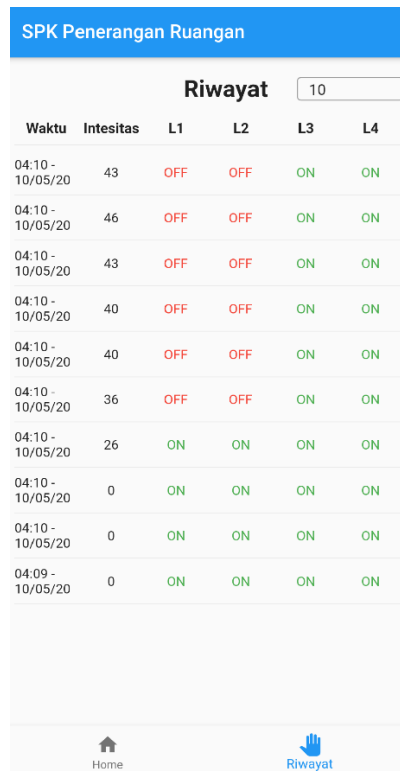 SPK Penerangan Ruangan
Riwayat 10
Waktu Intesitas L1 L2 L3 L4
04:10 -
10/05/20 43 OFF OFF ON ON
04:10 -
10/05/20 46 OFF OFF ON ON
04:10 -
10/05/20 43 OFF OFF ON ON
04:10 -
10/05/20 40 OFF OFF ON ON
04:10 -
10/05/20 40 OFF OFF ON ON
04:10 -
10/05/20 36 OFF OFF ON ON
04:10 -
10/05/20 26 ON ON ON ON
04:10 -
10/05/20 0 ON ON ON ON
04:10 -
10/05/20 0 ON ON ON ON
04:09 -
10/05/20 0 ON ON ON ON
Home Riwayat